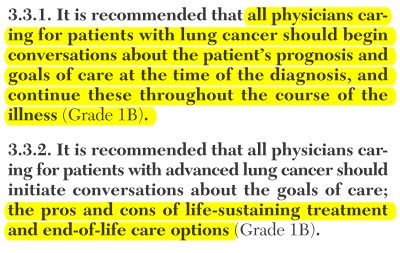 3.3.1. It is recommended that all physicians car-
ing for patients with lung cancer should begin
conversations about the patient's prognosis and
goals of care at the time of the diagnosis, and
continue these throughout the course of the
illness (Grade 1B).
3.3.2. It is recommended that all physicians car-
ing for patients with advanced lung cancer should
initiate conversations about the goals of care;
the pros and cons of life-sustaining treatment
and end-of-life care options (Grade 1B).